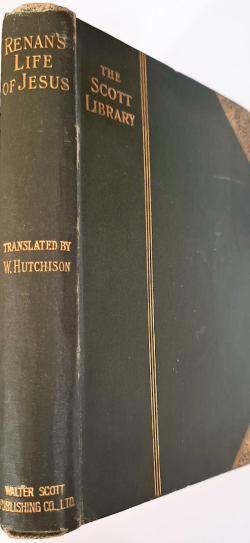 RENAN'S
LIFE
OF JESUS
TRANSLATED BY
W. HUTCHISON
WALTER SCOTT
PUBLISHING CO., LTD.
THE
SCOTT
LIBRARY